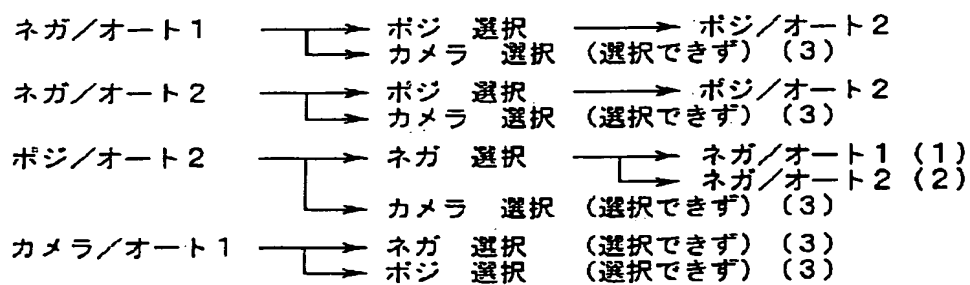 ネガ/オート1 ポジ 選択 ポジ/オート2
カメラ 選択 (選択できず) (3)
ネガ/オート2 ポジ 選択 ポジ/オート2
カメラ 選択 (選択できず) (3)
ポジ/オート2 ネガ 選択 ネガ/オート1 (1)
ネガ/オート2 (2)
カメラ 選択 (選択できず) (3)
カメラ/オート1 ネガ 選択 (選択できず) (3)
ポジ 選択 (選択できず) (3)